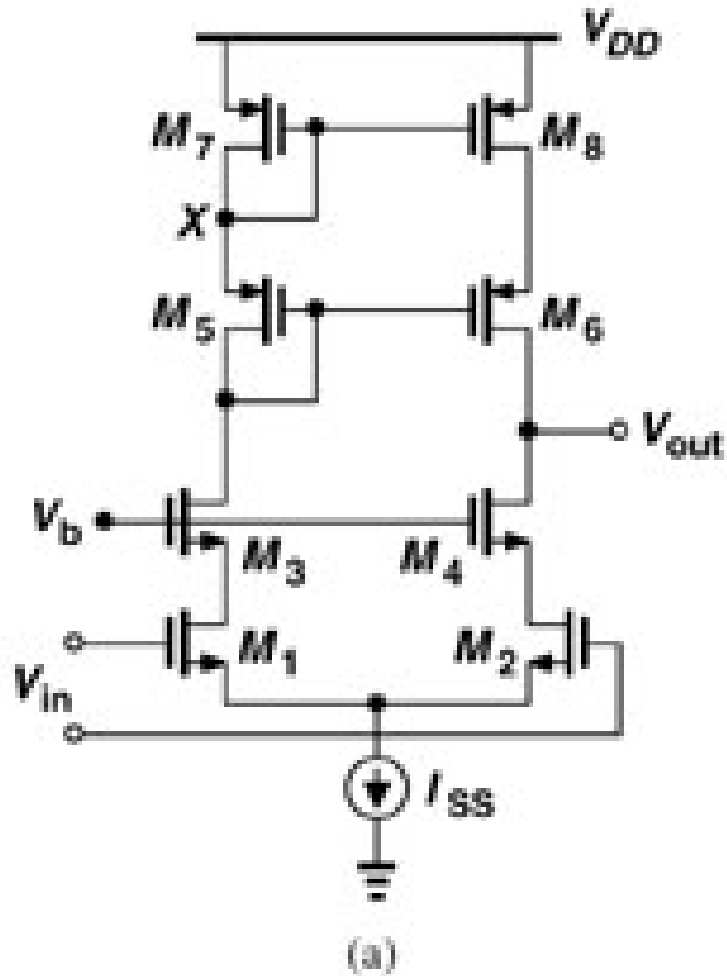 V_DD
M_7 M_8
X
M_5 M_6
V_out
V_b
M_3 M_4
M_1 M_2
V_in
I_SS
(a)